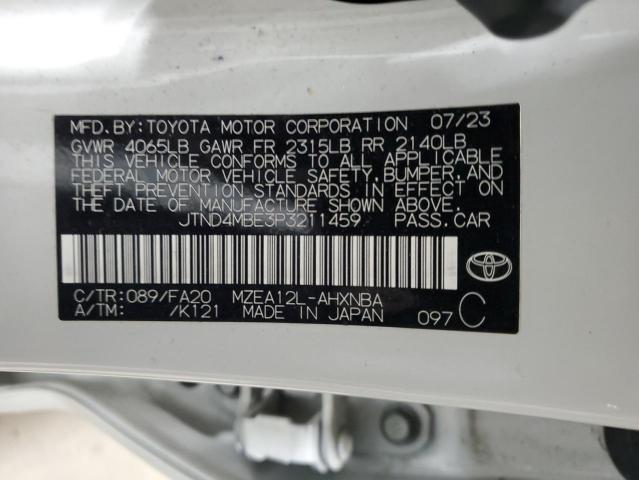 MFD.BY:TOYOTA MOTOR CORPORATION 07/23
GVWR 4065LB GAWR FR 2315LB RR 2140LB
THIS VEHICLE CONFORMS TO ALL APPLICABLE
FEDERAL MOTOR VEHICLE SAFETY,BUMPER,AND
THEFT PREVENTION STANDARDS IN EFFECT ON
THE DATE OF MANUFACTURE SHOWN ABOVE.
JTND4MBE3P3211459 PASS.CAR
C/TR:089/FA20 MZEA12L-AHXNBA
A/TM: /K121 MADE IN JAPAN 097 C